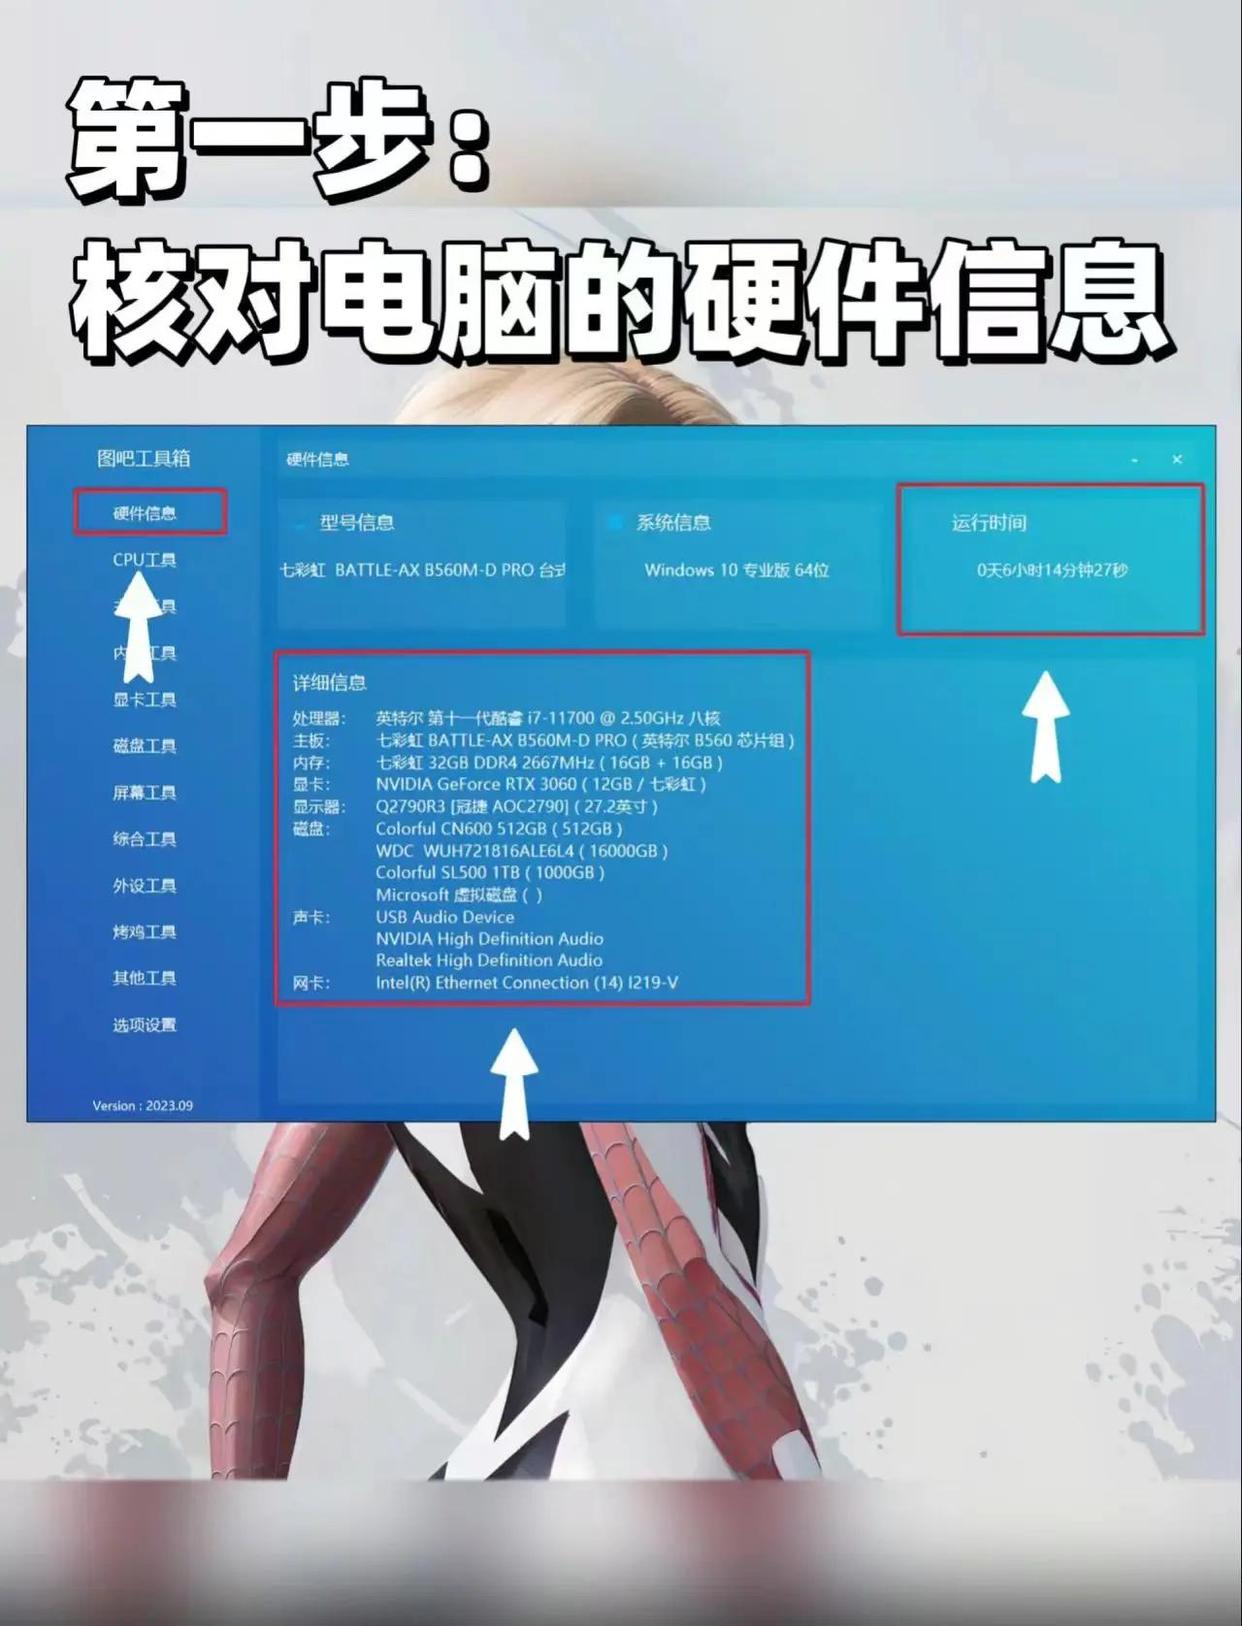 第一步：
核对电脑的硬件信息
图吧工具箱
硬件信息
CPU工具
显卡工具
磁盘工具
屏幕工具
综合工具
外设工具
烤鸡工具
其他工具
选项设置
Version : 2023.09
硬件信息
- ×
型号信息
七彩虹 BATTLE-AX B560M-D PRO 台
系统信息
Windows 10 专业版 64位
运行时间
0天6小时14分钟27秒
详细信息
处理器： 英特尔 第十一代酷睿 i7-11700 @ 2.50GHz 八核
主板： 七彩虹 BATTLE-AX B560M-D PRO ( 英特尔 B560 芯片组 )
内存： 七彩虹 32GB DDR4 2667MHz ( 16GB + 16GB )
显卡： NVIDIA GeForce RTX 3060 ( 12GB / 七彩虹 )
显示器： Q2790R3 [冠捷 AOC2790] ( 27.2英寸 )
磁盘： Colorful CN600 512GB ( 512GB )
WDC WUH721816ALE6L4 ( 16000GB )
Colorful SL500 1TB ( 1000GB )
Microsoft 虚拟磁盘 ( )
声卡： USB Audio Device
NVIDIA High Definition Audio
Realtek High Definition Audio
网卡： Intel(R) Ethernet Connection (14) I219-V